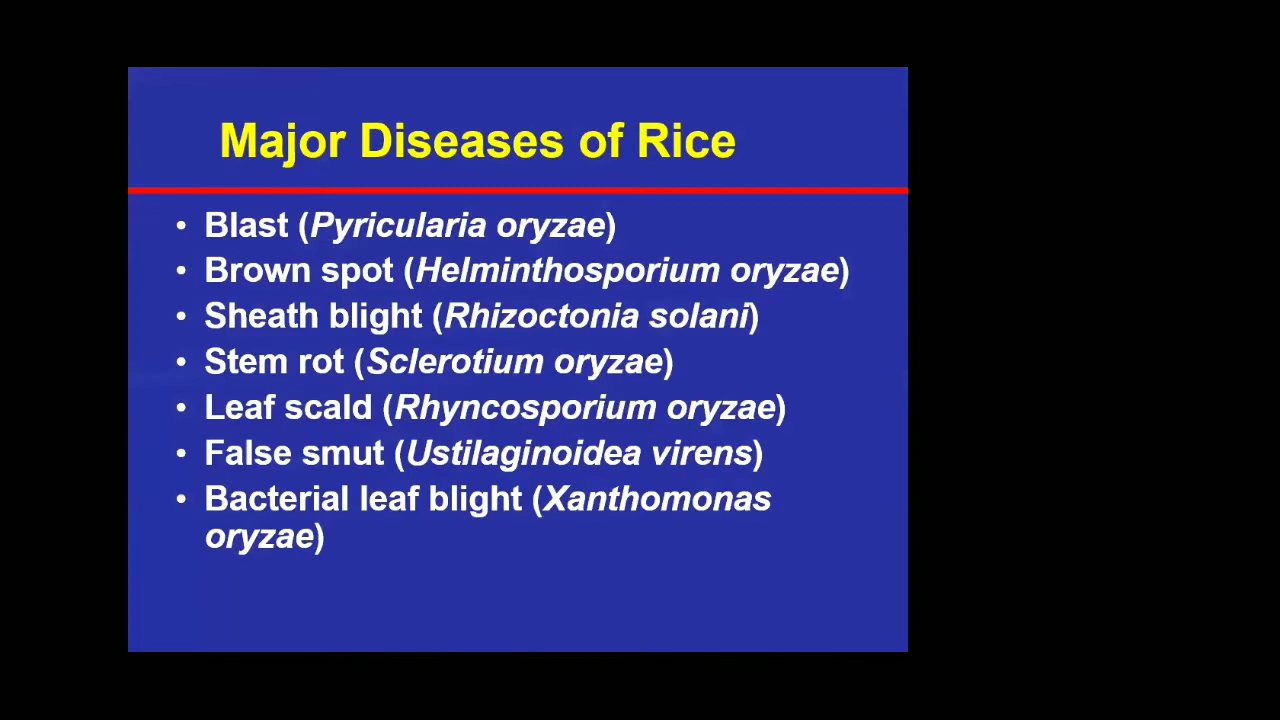 Major Diseases of Rice
• Blast (Pyricularia oryzae)
• Brown spot (Helminthosporium oryzae)
• Sheath blight (Rhizoctonia solani)
• Stem rot (Sclerotium oryzae)
• Leaf scald (Rhyncosporium oryzae)
• False smut (Ustilaginoidea virens)
• Bacterial leaf blight (Xanthomonas
oryzae)